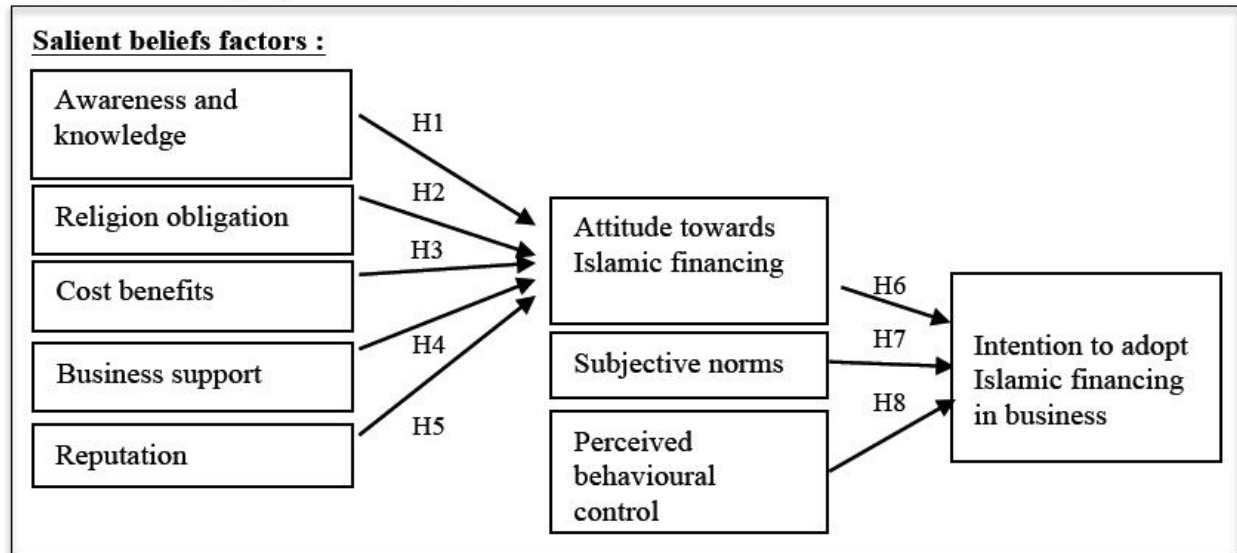 Salient beliefs factors :
Awareness and
knowledge
Religion obligation
Cost benefits
Business support
Reputation
H1
H2
H3
H4
H5
Attitude towards
Islamic financing
Subjective norms
Perceived
behavioural
control
H6
H7
H8
Intention to adopt
Islamic financing
in business